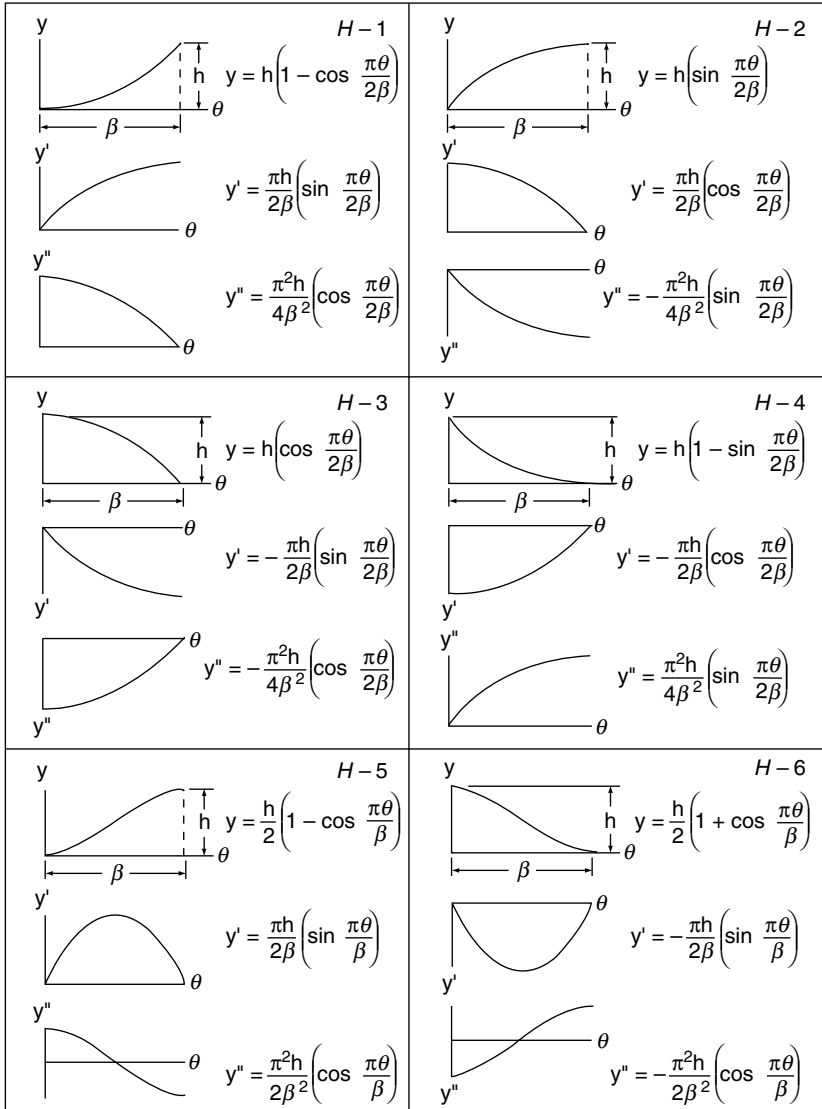 H – 1
y
h
y = h(1 − cos πθ/2β)
θ
β
y'
y' = πh/2β (sin πθ/2β)
θ
y"
y" = π²h/4β² (cos πθ/2β)
θ
H – 2
y
h
y = h(sin πθ/2β)
θ
β
y'
y' = πh/2β (cos πθ/2β)
θ
θ
y" = − π²h/4β² (sin πθ/2β)
y"
H – 3
y
h
y = h(cos πθ/2β)
θ
β
θ
y' = − πh/2β (sin πθ/2β)
y'
θ
y" = − π²h/4β² (cos πθ/2β)
y"
H – 4
y
h
y = h(1 − sin πθ/2β)
θ
β
θ
y' = − πh/2β (cos πθ/2β)
y'
y"
y" = π²h/4β² (sin πθ/2β)
θ
H – 5
y
h
y = h/2 (1 − cos πθ/β)
θ
β
y'
y' = πh/2β (sin πθ/β)
θ
y"
θ
y" = π²h/2β² (cos πθ/β)
H – 6
y
h
y = h/2 (1 + cos πθ/β)
θ
β
θ
y' = − πh/2β (sin πθ/β)
y'
y"
θ
y" = − π²h/2β² (cos πθ/β)
y"